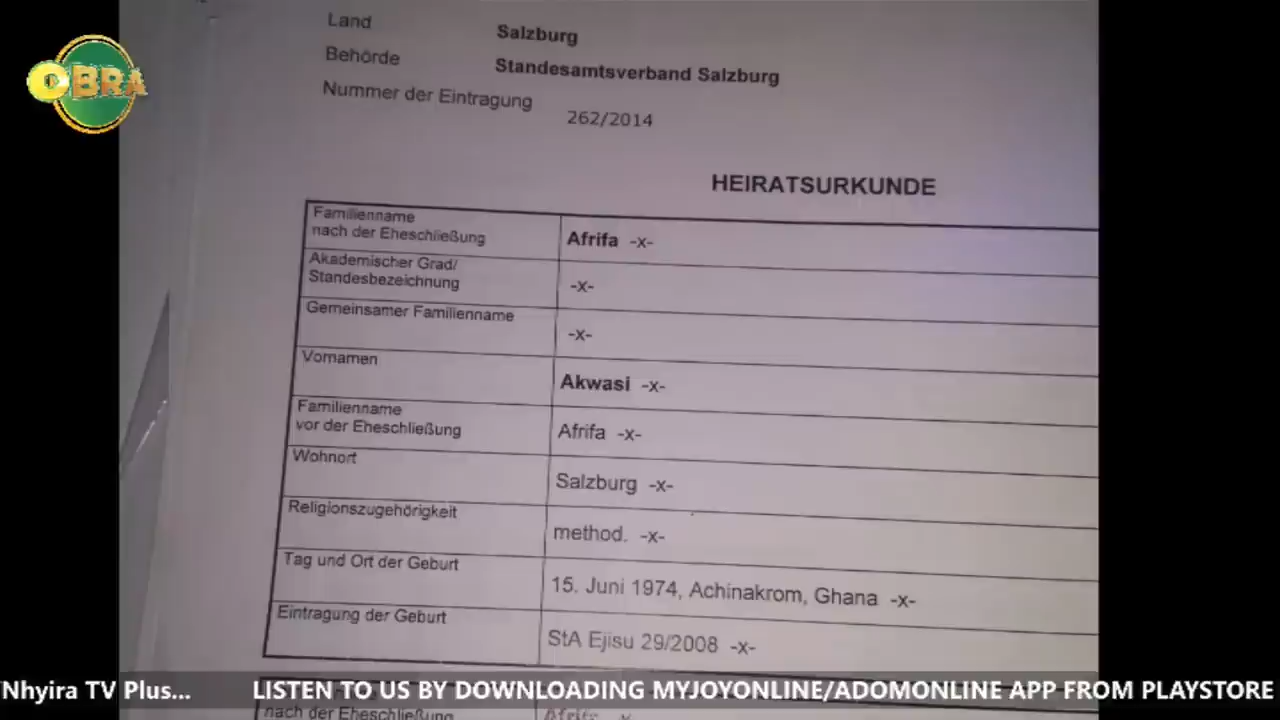 OBRA
Land
Salzburg
Behörde
Standesamtsverband Salzburg
Nummer der Eintragung
262/2014
HEIRATSURKUNDE
Familienname
nach der Eheschließung
Afrifa -x-
Akademischer Grad/
Standesbezeichnung
-x-
Gemeinsamer Familienname
-x-
Vornamen
Akwasi -x-
Familienname
vor der Eheschließung
Afrifa -x-
Wohnort
Salzburg -x-
Religionszugehörigkeit
method. -x-
Tag und Ort der Geburt
15. Juni 1974, Achinakrom, Ghana -x-
Eintragung der Geburt
StA Ejisu 29/2008 -x-
nach der Eheschließung
Afrifa -x-
Nhyira TV Plus...
LISTEN TO US BY DOWNLOADING MYJOYONLINE/ADOMONLINE APP FROM PLAYSTORE